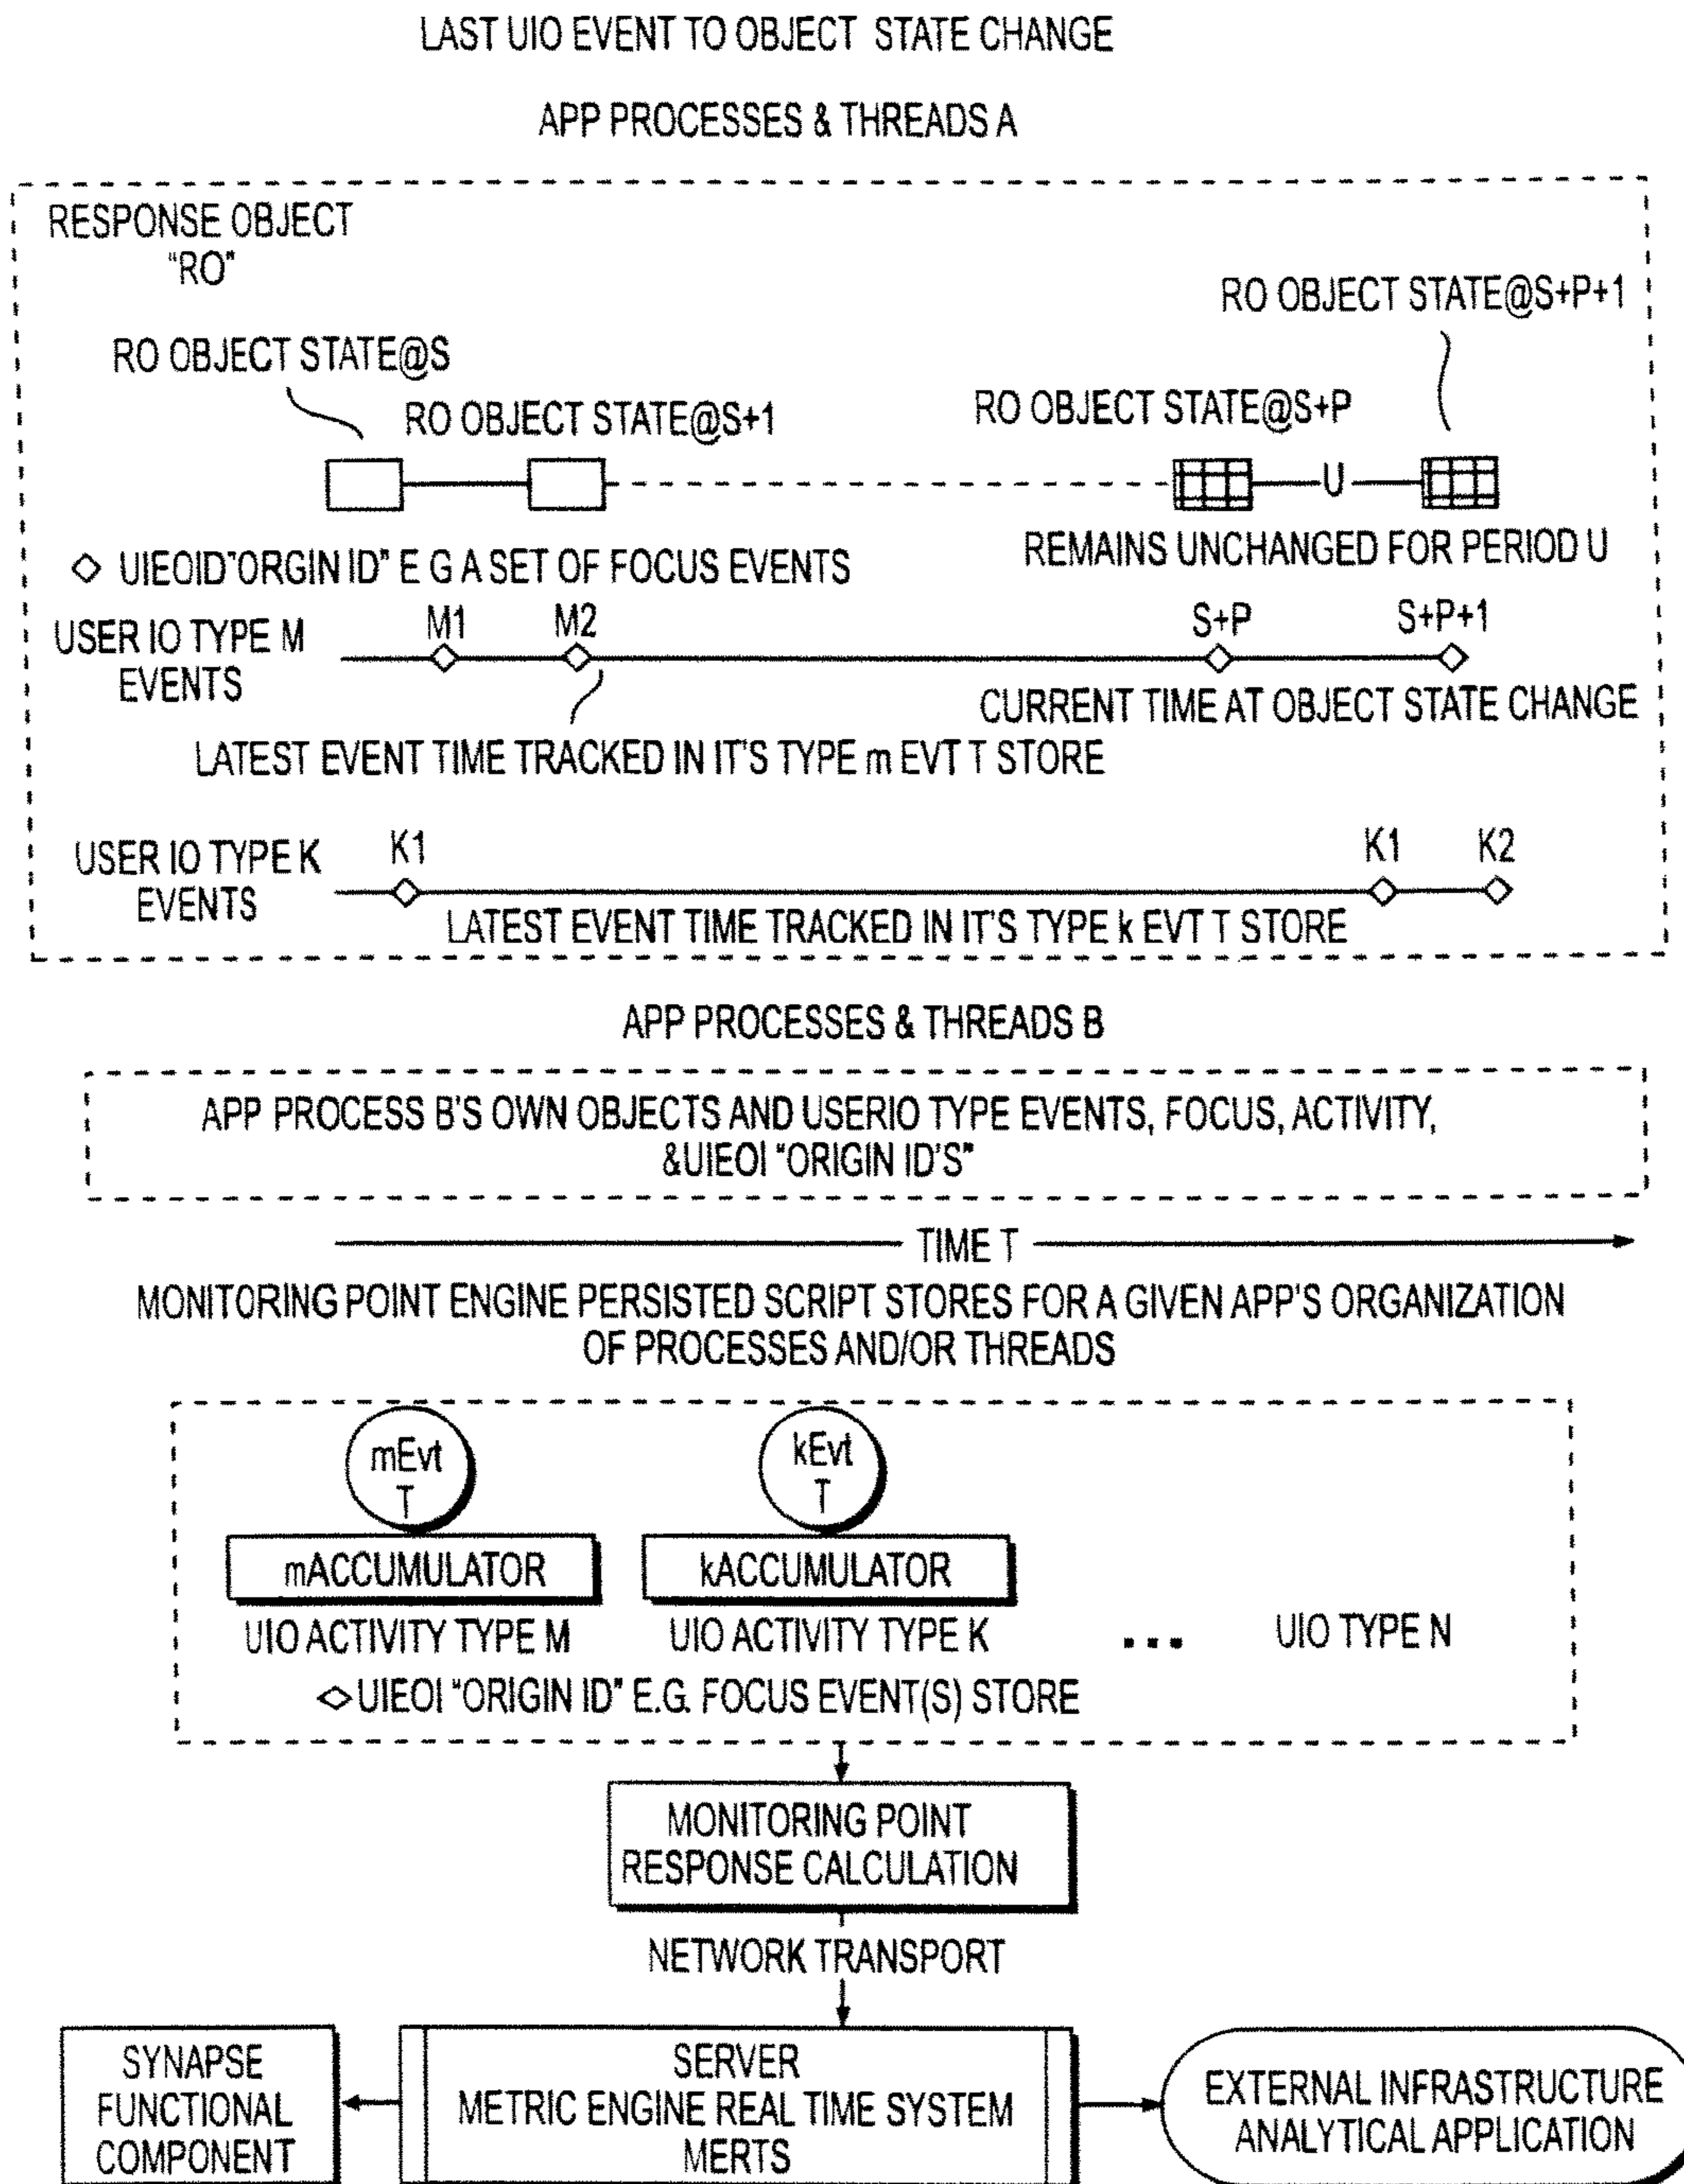 LAST UIO EVENT TO OBJECT STATE CHANGE
APP PROCESSES & THREADS A
RESPONSE OBJECT
"RO"
RO OBJECT STATE@S+P+1
RO OBJECT STATE@S
RO OBJECT STATE@S+1
RO OBJECT STATE@S+P
U
REMAINS UNCHANGED FOR PERIOD U
UIEOID"ORGIN ID" E G A SET OF FOCUS EVENTS
USER IO TYPE M
EVENTS
M1 M2 S+P S+P+1
CURRENT TIME AT OBJECT STATE CHANGE
LATEST EVENT TIME TRACKED IN IT'S TYPE m EVT T STORE
USER IO TYPE K
EVENTS
K1 K1 K2
LATEST EVENT TIME TRACKED IN IT'S TYPE k EVT T STORE
APP PROCESSES & THREADS B
APP PROCESS B'S OWN OBJECTS AND USERIO TYPE EVENTS, FOCUS, ACTIVITY,
&UIEOI "ORIGIN ID'S"
TIME T
MONITORING POINT ENGINE PERSISTED SCRIPT STORES FOR A GIVEN APP'S ORGANIZATION
OF PROCESSES AND/OR THREADS
mEvt
T
kEvt
T
mACCUMULATOR
kACCUMULATOR
UIO ACTIVITY TYPE M
UIO ACTIVITY TYPE K
...
UIO TYPE N
UIEOI "ORIGIN ID" E.G. FOCUS EVENT(S) STORE
MONITORING POINT
RESPONSE CALCULATION
NETWORK TRANSPORT
SYNAPSE
FUNCTIONAL
COMPONENT
SERVER
METRIC ENGINE REAL TIME SYSTEM
MERTS
EXTERNAL INFRASTRUCTURE
ANALYTICAL APPLICATION